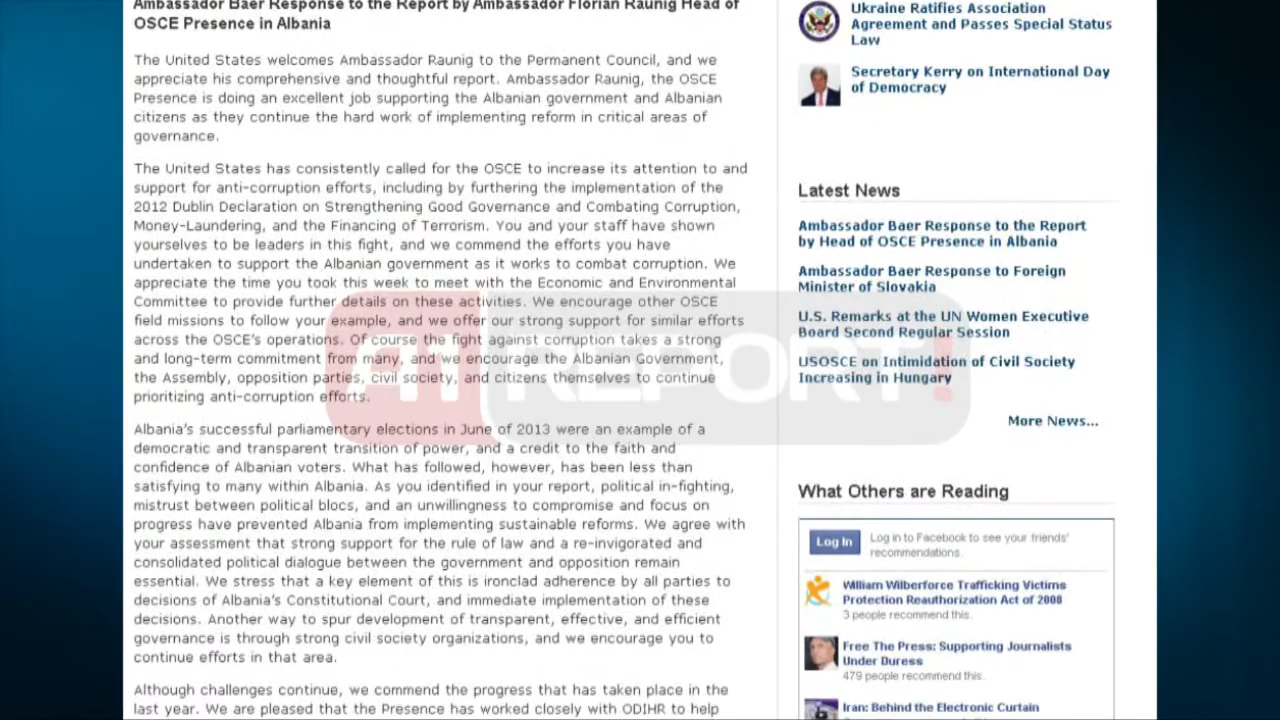 Ambassador Baer Response to the Report by Ambassador Florian Raunig Head of
OSCE Presence in Albania
The United States welcomes Ambassador Raunig to the Permanent Council, and we
appreciate his comprehensive and thoughtful report. Ambassador Raunig, the OSCE
Presence is doing an excellent job supporting the Albanian government and Albanian
citizens as they continue the hard work of implementing reform in critical areas of
governance.
The United States has consistently called for the OSCE to increase its attention to and
support for anti-corruption efforts, including by furthering the implementation of the
2012 Dublin Declaration on Strengthening Good Governance and Combating Corruption,
Money-Laundering, and the Financing of Terrorism. You and your staff have shown
yourselves to be leaders in this fight, and we commend the efforts you have
undertaken to support the Albanian government as it works to combat corruption. We
appreciate the time you took this week to meet with the Economic and Environmental
Committee to provide further details on these activities. We encourage other OSCE
field missions to follow your example, and we offer our strong support for similar efforts
across the OSCE's operations. Of course the fight against corruption takes a strong
and long-term commitment from many, and we encourage the Albanian Government,
the Assembly, opposition parties, civil society, and citizens themselves to continue
prioritizing anti-corruption efforts.
Albania's successful parliamentary elections in June of 2013 were an example of a
democratic and transparent transition of power, and a credit to the faith and
confidence of Albanian voters. What has followed, however, has been less than
satisfying to many within Albania. As you identified in your report, political in-fighting,
mistrust between political blocs, and an unwillingness to compromise and focus on
progress have prevented Albania from implementing sustainable reforms. We agree with
your assessment that strong support for the rule of law and a re-invigorated and
consolidated political dialogue between the government and opposition remain
essential. We stress that a key element of this is ironclad adherence by all parties to
decisions of Albania's Constitutional Court, and immediate implementation of these
decisions. Another way to spur development of transparent, effective, and efficient
governance is through strong civil society organizations, and we encourage you to
continue efforts in that area.
Although challenges continue, we commend the progress that has taken place in the
last year. We are pleased that the Presence has worked closely with ODIHR to help
Ukraine Ratifies Association
Agreement and Passes Special Status
Law
Secretary Kerry on International Day
of Democracy
Latest News
Ambassador Baer Response to the Report
by Head of OSCE Presence in Albania
Ambassador Baer Response to Foreign
Minister of Slovakia
U.S. Remarks at the UN Women Executive
Board Second Regular Session
USOSCE on Intimidation of Civil Society
Increasing in Hungary
More News...
What Others are Reading
Log In
Log in to Facebook to see your friends'
recommendations.
William Wilberforce Trafficking Victims
Protection Reauthorization Act of 2008
3 people recommend this.
Free The Press: Supporting Journalists
Under Duress
479 people recommend this.
Iran: Behind the Electronic Curtain
A1 REPORT!